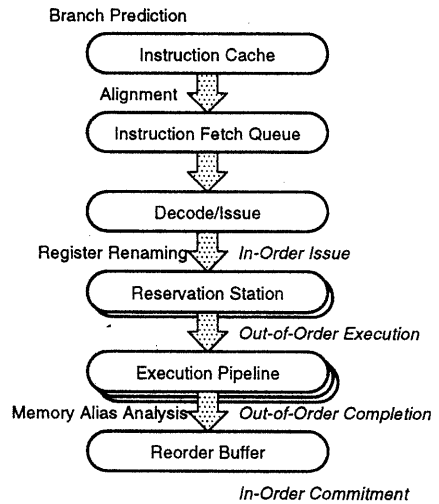 Branch Prediction
Instruction Cache
Alignment
Instruction Fetch Queue
Decode/Issue
Register Renaming In-Order Issue
Reservation Station
Out-of-Order Execution
Execution Pipeline
Memory Alias Analysis Out-of-Order Completion
Reorder Buffer
In-Order Commitment